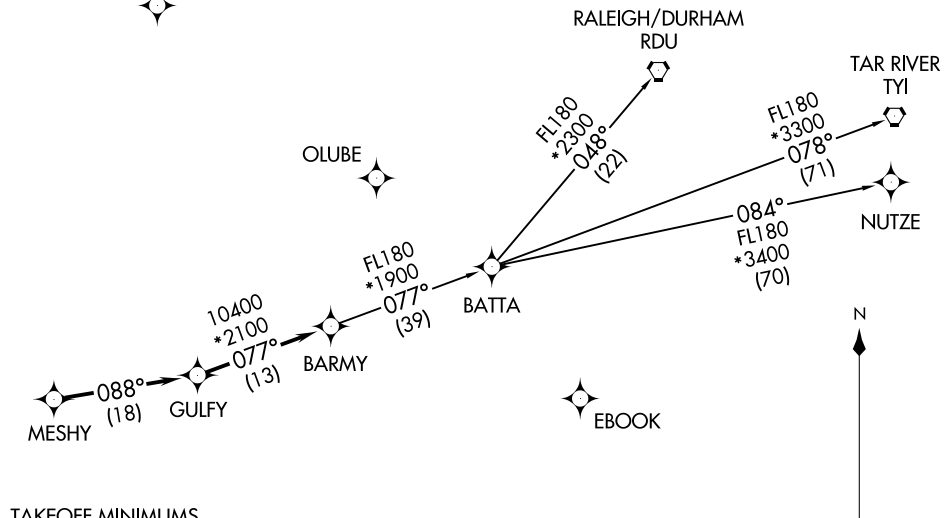 RALEIGH/DURHAM
RDU
TAR RIVER
TYI
FL180
*2300
048°
(22)
FL180
*3300
078°
(71)
OLUBE
084°
FL180
*3400
(70)
NUTZE
FL180
*1900
077°
(39)
BATTA
10400
*2100
077°
(13)
BARMY
N
088°
(18)
MESHY
GULFY
EBOOK
TAKEOFF MINIMUMS